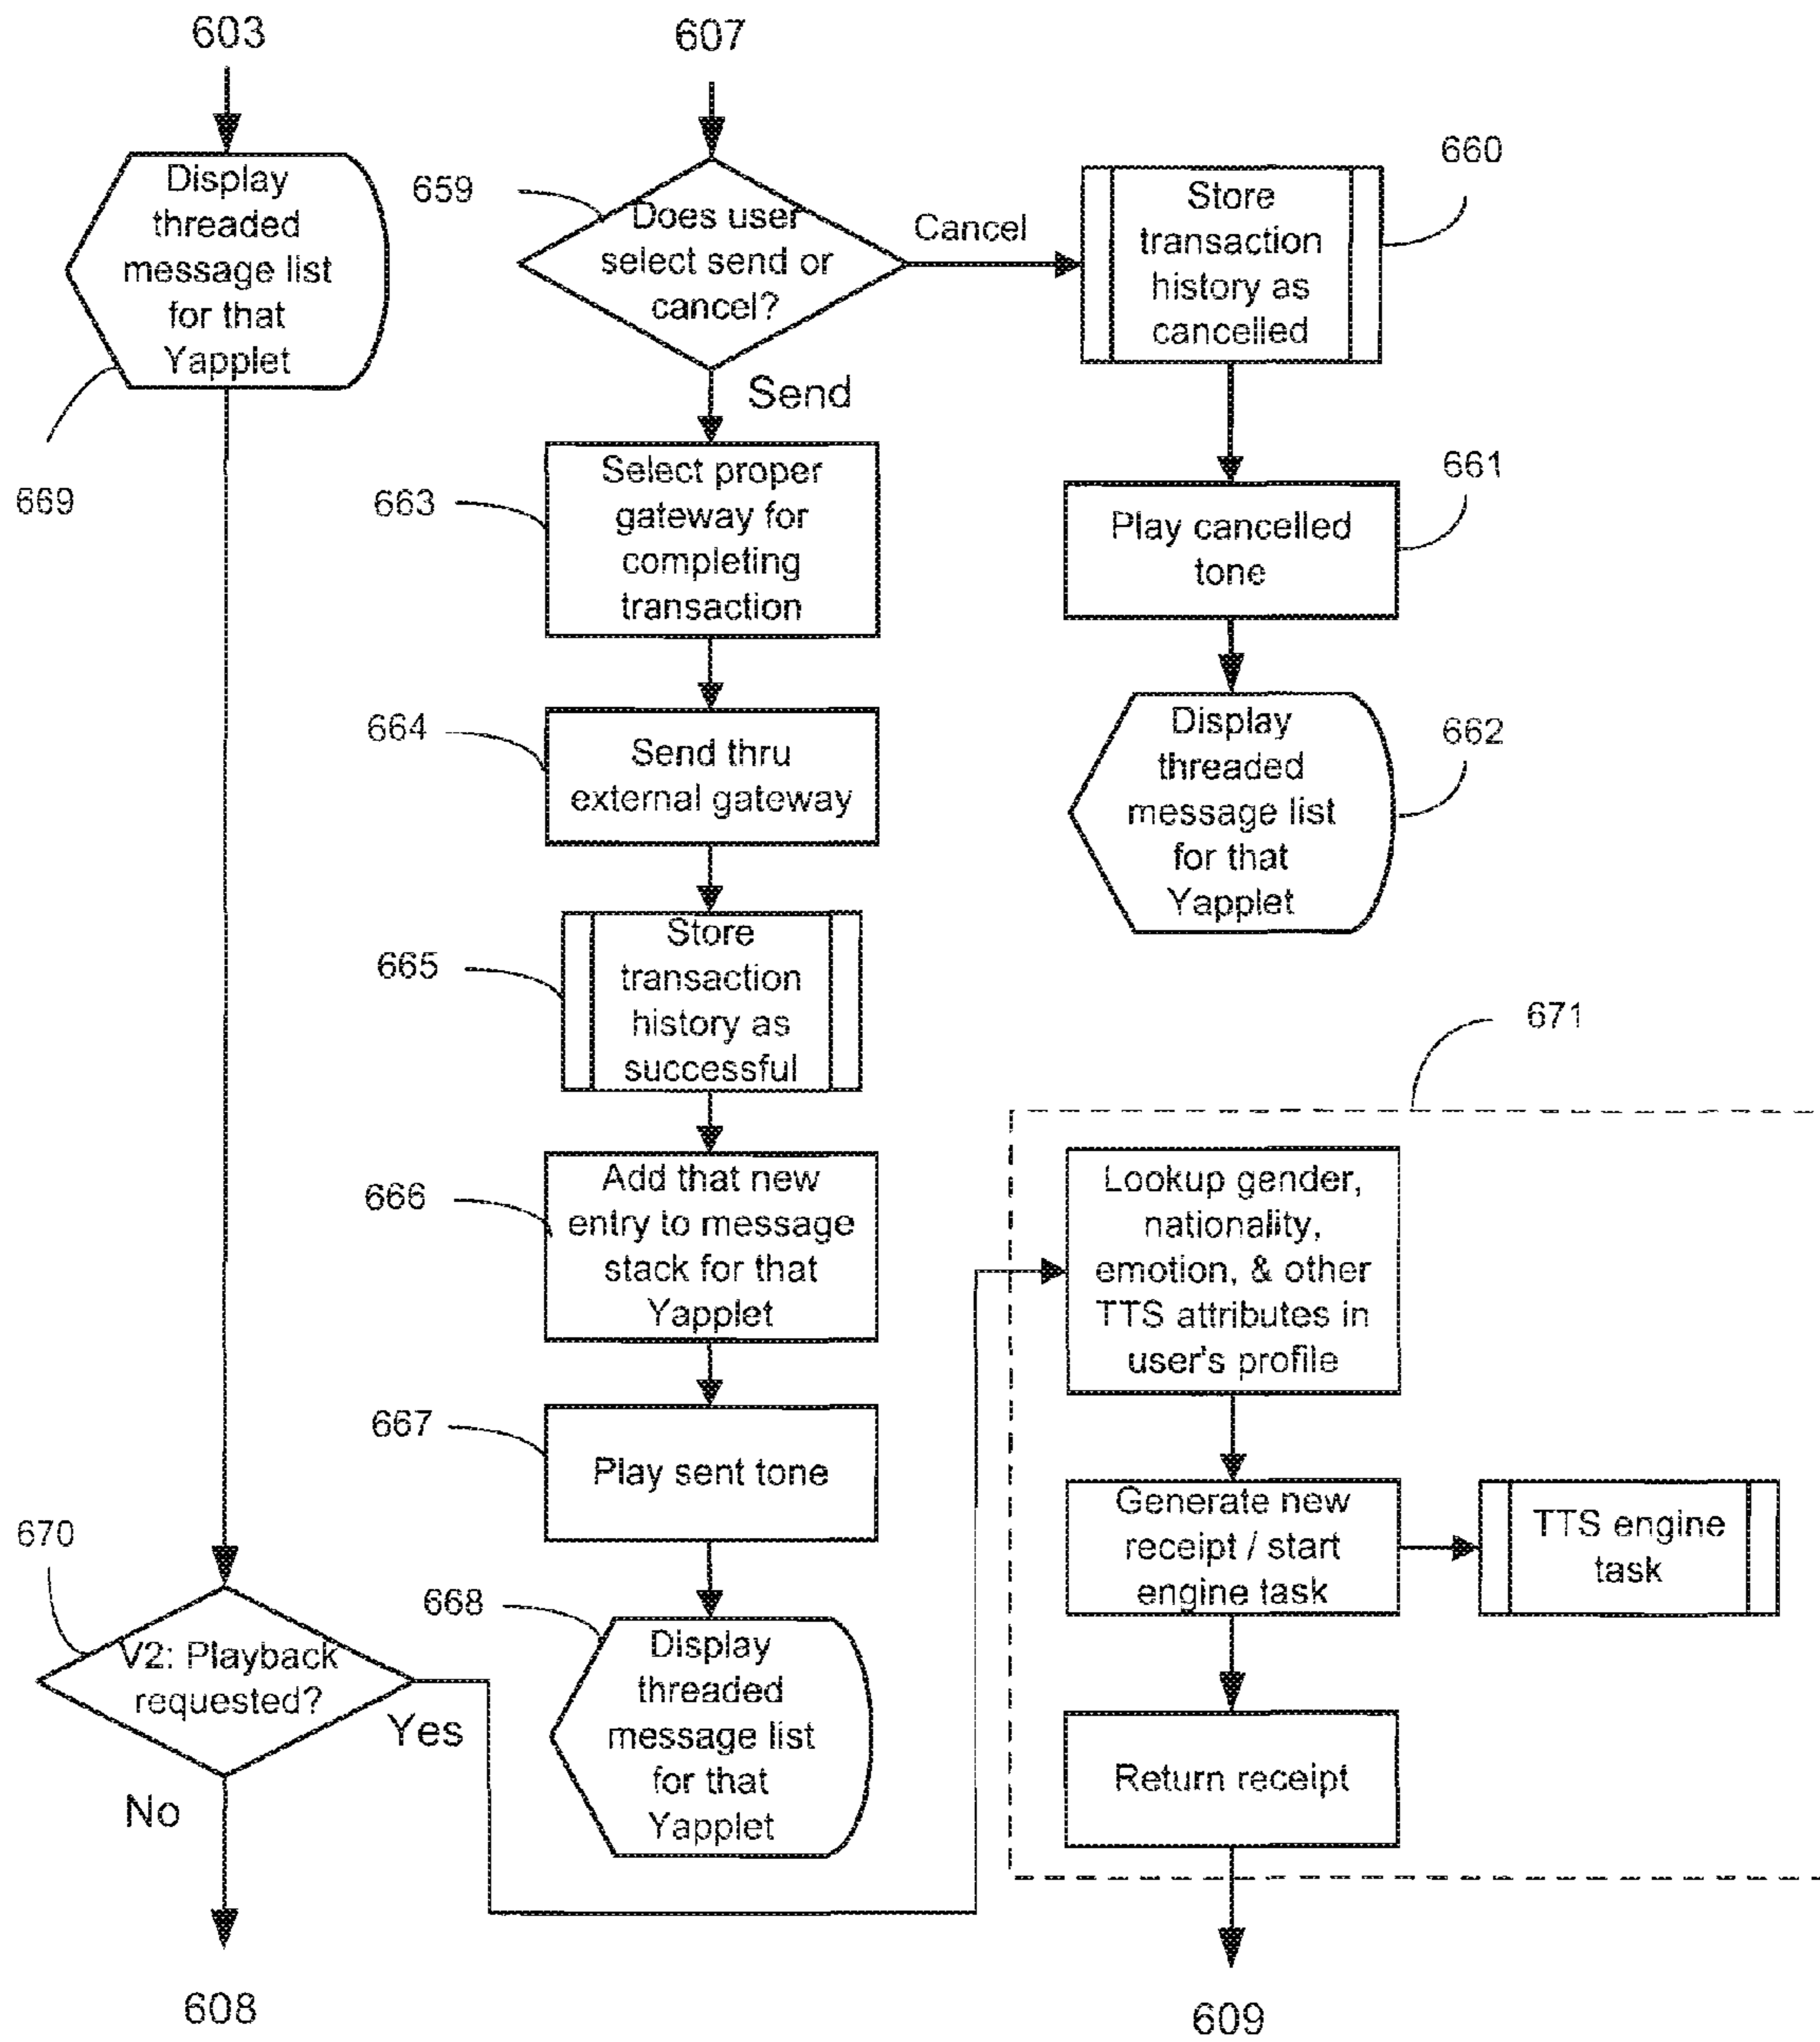 603
Display
threaded
message list
for that
Yapplet
669
670
V2: Playback
requested?
Yes
No
608
607
659
Does user
select send or
cancel?
Cancel
Send
663
Select proper
gateway for
completing
transaction
664
Send thru
external gateway
665
Store
transaction
history as
successful
666
Add that new
entry to message
stack for that
Yapplet
667
Play sent tone
668
Display
threaded
message list
for that
Yapplet
660
Store
transaction
history as
cancelled
661
Play cancelled
tone
662
Display
threaded
message list
for that
Yapplet
671
Lookup gender,
nationality,
emotion, & other
TTS attributes in
user's profile
Generate new
receipt / start
engine task
TTS engine
task
Return receipt
609